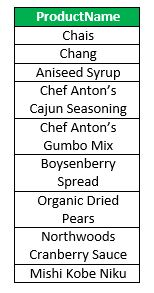 ProductName
Chais
Chang
Aniseed Syrup
Chef Anton’s
Cajun Seasoning
Chef Anton’s
Gumbo Mix
Boysenberry
Spread
Organic Dried
Pears
Northwoods
Cranberry Sauce
Mishi Kobe Niku